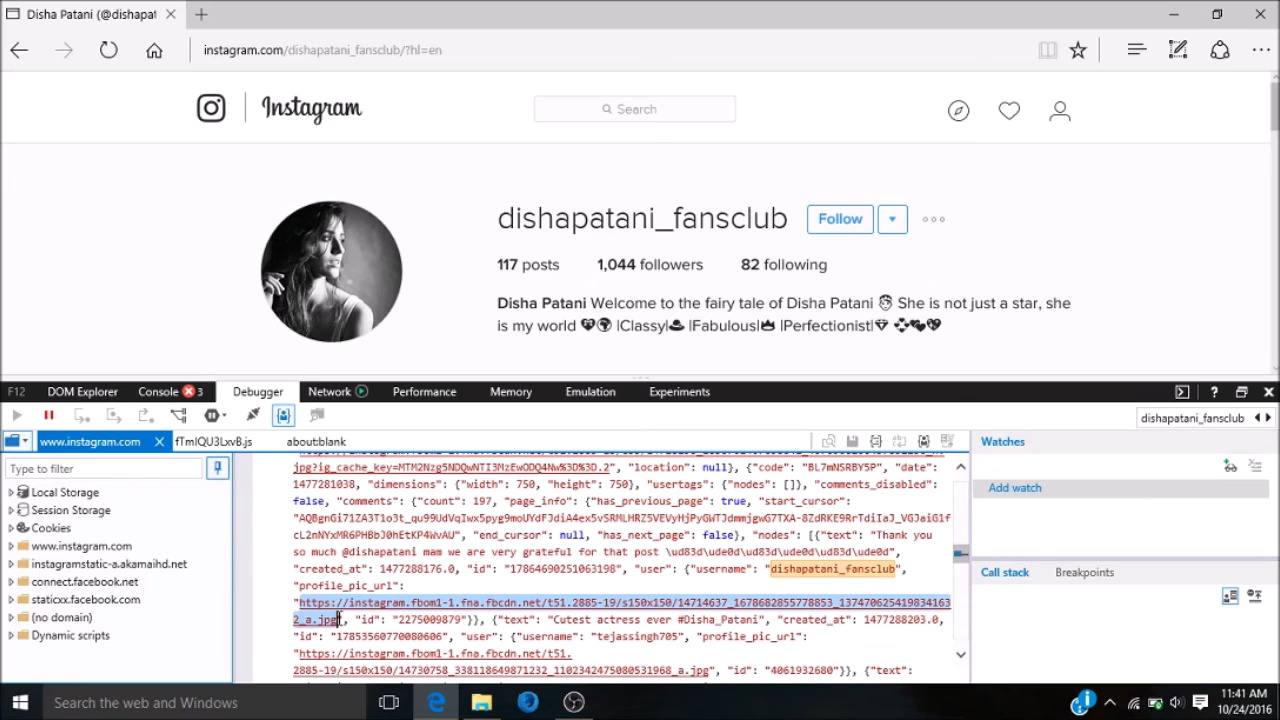 Disha Patani (@dishapat
instagram.com/dishapatani_fansclub/?hl=en
Instagram
Search
dishapatani_fansclub
Follow
117 posts 1,044 followers 82 following
Disha Patani Welcome to the fairy tale of Disha Patani She is not just a star, she
is my world |Classy| |Fabulous| |Perfectionist|
F12 DOM Explorer Console 3 Debugger Network Performance Memory Emulation Experiments
dishapatani_fansclub
www.instagram.com fTmIQU3LxvB.js about:blank
Watches
Type to filter
Add watch
Local Storage
Session Storage
Cookies
www.instagram.com
instagramstatic-a.akamaihd.net
connect.facebook.net
staticxx.facebook.com
(no domain)
Dynamic scripts
jpg?ig_cache_key=MTM2Nzg5NDQwNTI3MzEwODQ4Nw%3D%3D.2", "location": null}, {"code": "BL7mNSRBY5P", "date":
1477281038, "dimensions": {"width": 750, "height": 750}, "usertags": {"nodes": []}, "comments_disabled":
false, "comments": {"count": 197, "page_info": {"has_previous_page": true, "start_cursor":
"AQBgnGi71ZA3T1o3t_qu99UdVqIwx5pyg9moUYdFJdiA4ex5vSRMLHRZ5VEVyHjPyGWTJdmmjgwG7TXA-8ZdRKE9RrTdiIaJ_VGJaiG1f
cL2nNYxMR6PHBbJ0hEtKP4WvAU", "end_cursor": null, "has_next_page": false}, "nodes": [{"text": "Thank you
so much @dishapatani mam we are very grateful for that post \ud83d\ude0d\ud83d\ude0d\ud83d\ude0d",
"created_at": 1477288176.0, "id": "17864690251063198", "user": {"username": "dishapatani_fansclub",
"profile_pic_url":
"https://instagram.fbom1-1.fna.fbcdn.net/t51.2885-19/s150x150/14714637_1678682855778853_137470625419834163
2_a.jpg", "id": "2275009879"}}, {"text": "Cutest actress ever #Disha_Patani", "created_at": 1477288203.0,
"id": "17853560770080606", "user": {"username": "tejassingh705", "profile_pic_url":
"https://instagram.fbom1-1.fna.fbcdn.net/t51.
2885-19/s150x150/14730758_338118649871232_1102342475080531968_a.jpg", "id": "4061932680"}}, {"text":
Call stack Breakpoints
Search the web and Windows
11:41 AM
10/24/2016